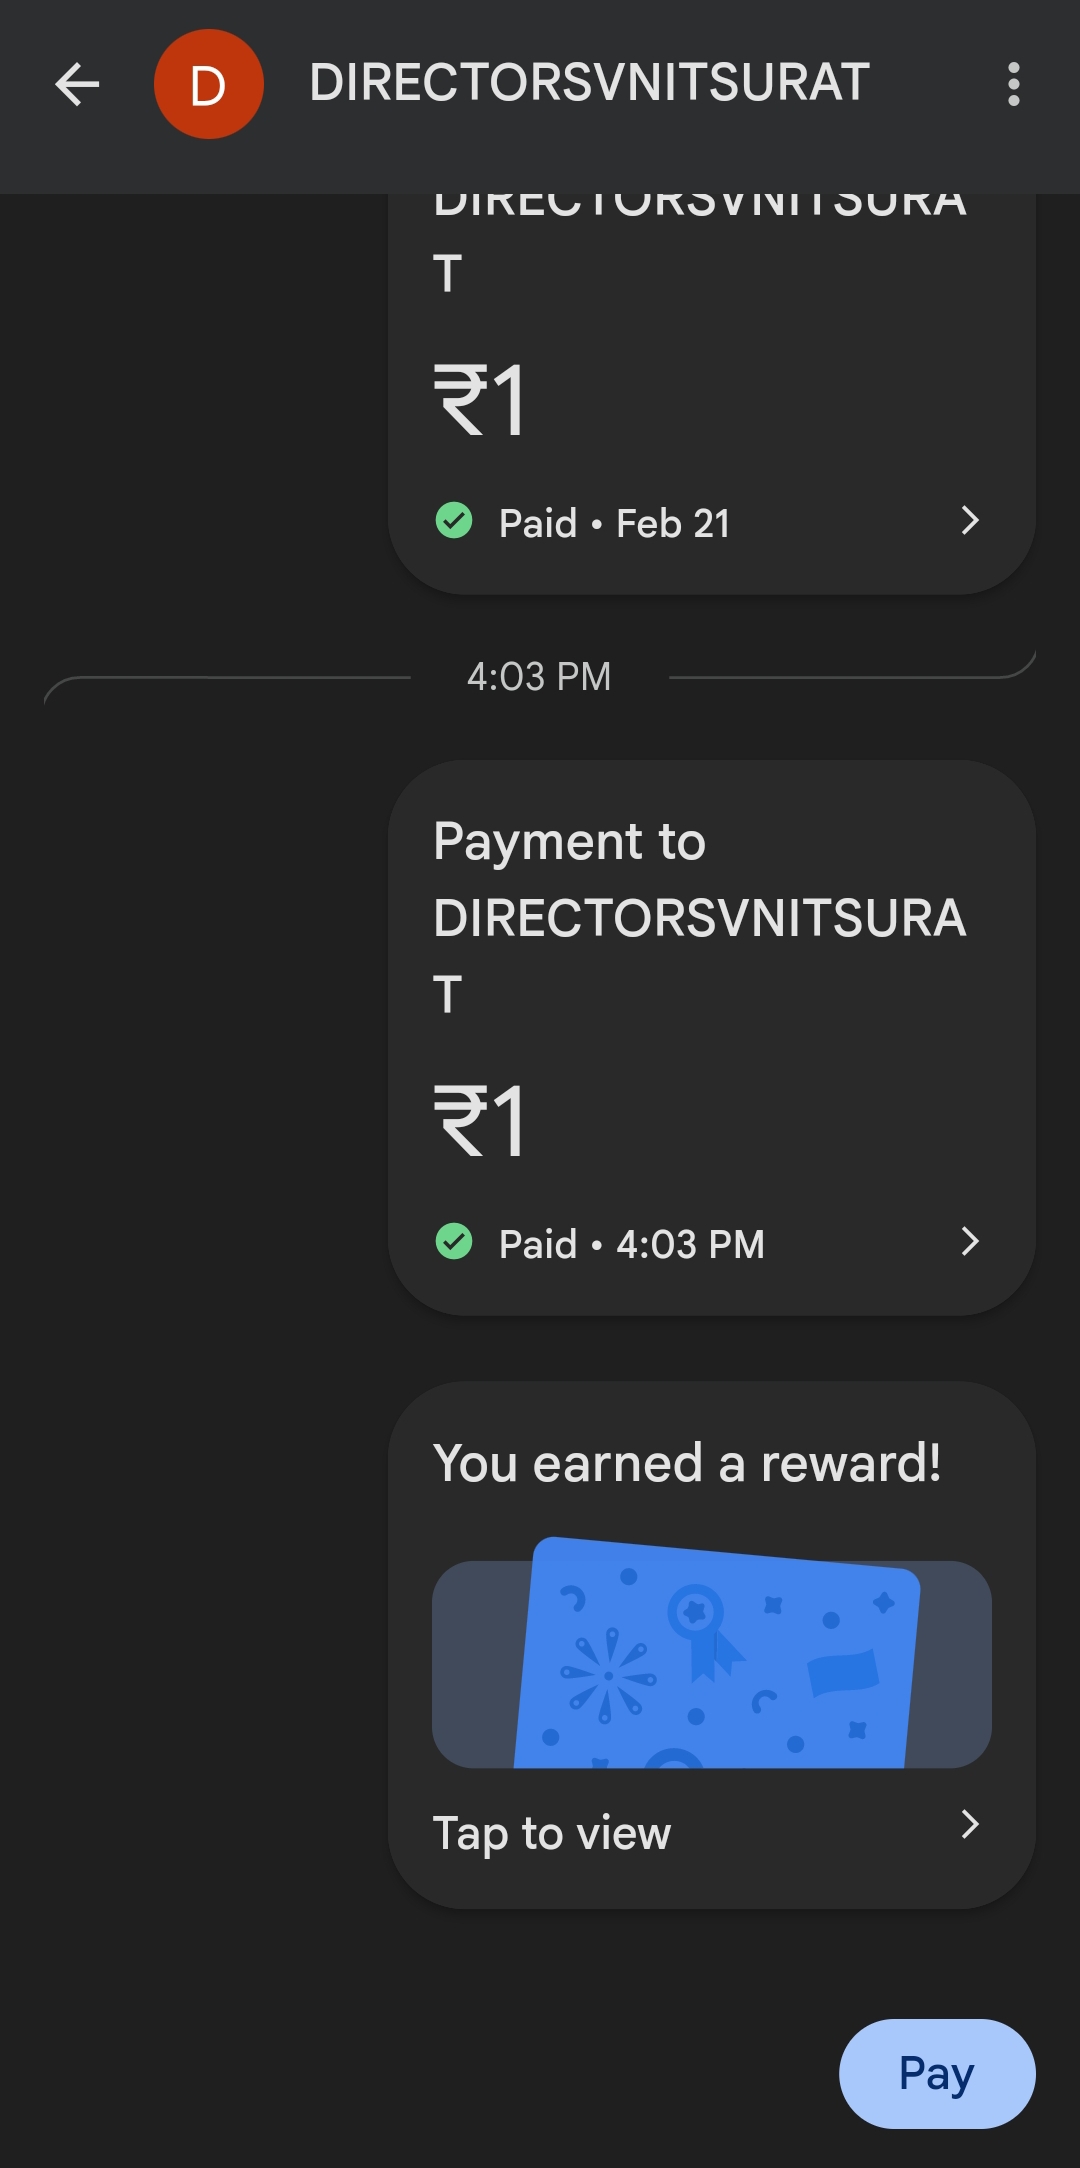 D
DIRECTORSVNITSURAT
DIRECTORSVNITSURA
T
₹1
Paid • Feb 21
4:03 PM
Payment to
DIRECTORSVNITSURA
T
₹1
Paid • 4:03 PM
You earned a reward!
Tap to view
Pay